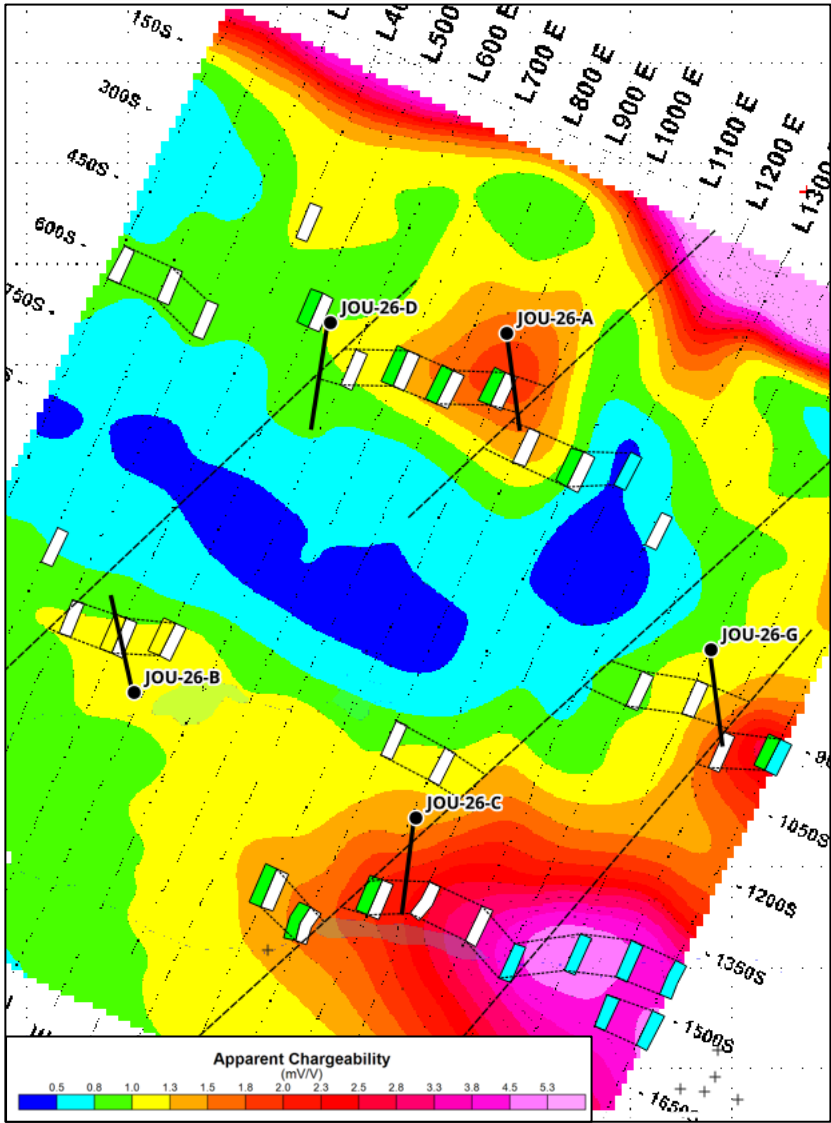 150S -
300S -
450S -
600S -
750S -
L500
L600 E
L700 E
L800 E
L900 E
L1000 E
L1100 E
L1200 E
JOU-26-D
JOU-26-A
JOU-26-G
JOU-26-B
JOU-26-C
- 1050S
- 1200S
- 1350S
- 1500S
- 1650S
Apparent Chargeability
(mV/V)
0.5 0.8 1.0 1.3 1.5 1.8 2.0 2.3 2.5 2.8 3.3 3.8 4.5 5.3